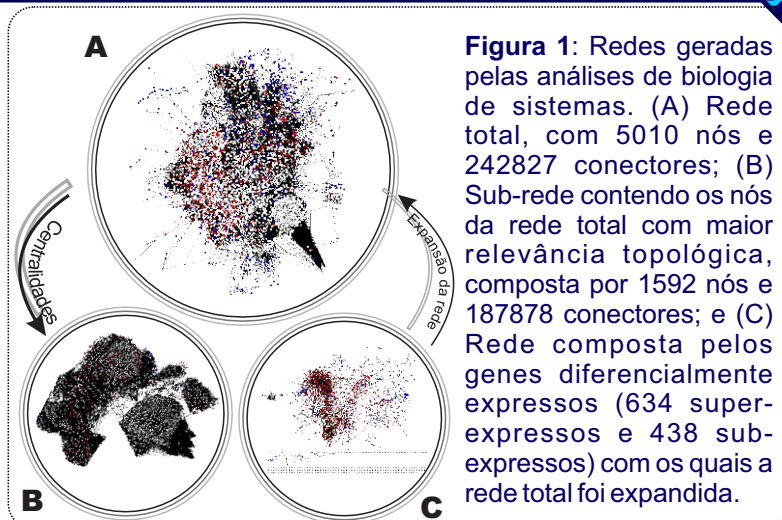 A
Centralidades
Expansão da rede
B
C
Figura 1: Redes geradas
pelas análises de biologia
de sistemas. (A) Rede
total, com 5010 nós e
242827 conectores; (B)
Sub-rede contendo os nós
da rede total com maior
relevância topológica,
composta por 1592 nós e
187878 conectores; e (C)
Rede composta pelos
genes diferencialmente
expressos (634 super-
expressos e 438 sub-
expressos) com os quais a
rede total foi expandida.